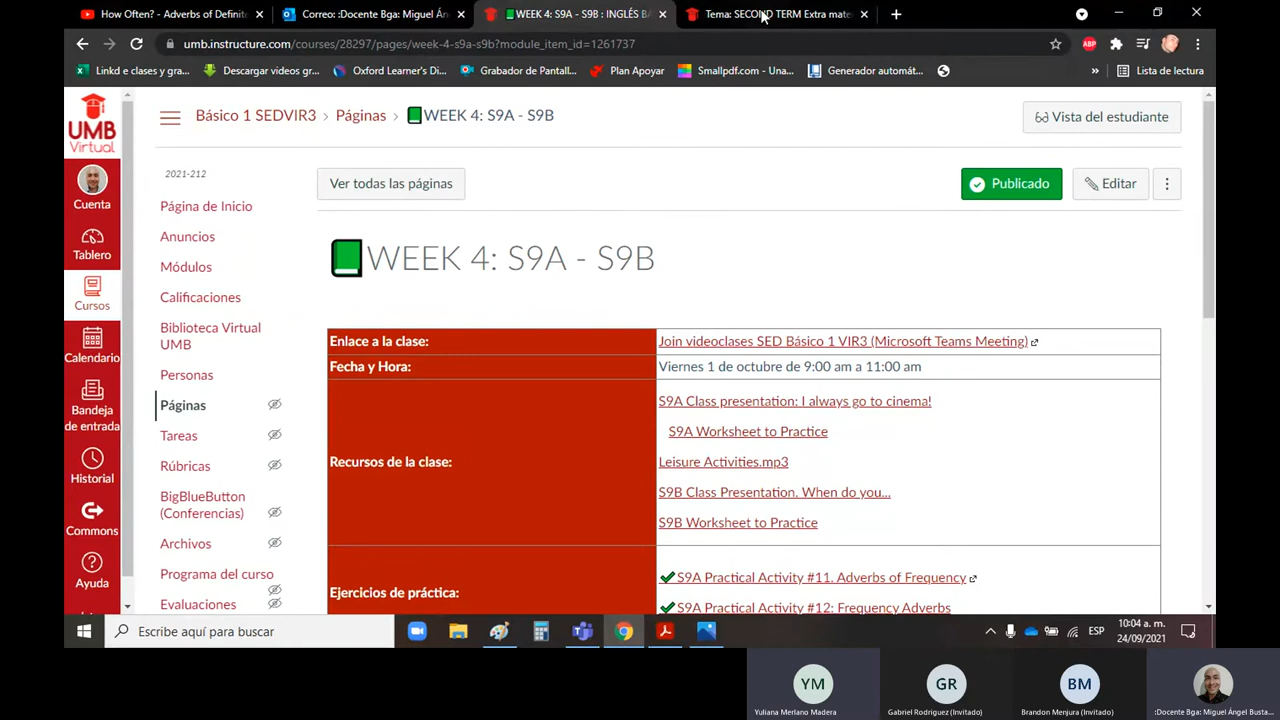 How Often? - Adverbs of Definit
Correo: :Docente Bga: Miguel Án
WEEK 4: S9A - S9B : INGLÉS BÁ
Tema: SECOND TERM Extra mate
umb.instructure.com/courses/28297/pages/week-4-s9a-s9b?module_item_id=1261737
Linkd e clases y gra...
Descargar videos gr...
Oxford Learner's Di...
Grabador de Pantall...
Plan Apoyar
Smallpdf.com - Una...
Generador automát...
»
Lista de lectura
UMB
Virtual
Cuenta
Tablero
Cursos
Calendario
Bandeja
de entrada
Historial
Commons
Ayuda
Básico 1 SEDVIR3 › Páginas › WEEK 4: S9A - S9B
Vista del estudiante
2021-212
Página de Inicio
Anuncios
Módulos
Calificaciones
Biblioteca Virtual
UMB
Personas
Páginas
Tareas
Rúbricas
BigBlueButton
(Conferencias)
Archivos
Programa del curso
Evaluaciones
Ver todas las páginas
Publicado
Editar
WEEK 4: S9A - S9B
Enlace a la clase:
Join videoclases SED Básico 1 VIR3 (Microsoft Teams Meeting)
Fecha y Hora:
Viernes 1 de octubre de 9:00 am a 11:00 am
Recursos de la clase:
S9A Class presentation: I always go to cinema!
S9A Worksheet to Practice
Leisure Activities.mp3
S9B Class Presentation. When do you...
S9B Worksheet to Practice
Ejercicios de práctica:
S9A Practical Activity #11. Adverbs of Frequency
S9A Practical Activity #12: Frequency Adverbs
Escribe aquí para buscar
ESP
10:04 a. m.
24/09/2021
YM
Yuliana Merlano Madera
GR
Gabriel Rodriguez (Invitado)
BM
Brandon Menjura (Invitado)
:Docente Bga: Miguel Ángel Busta...